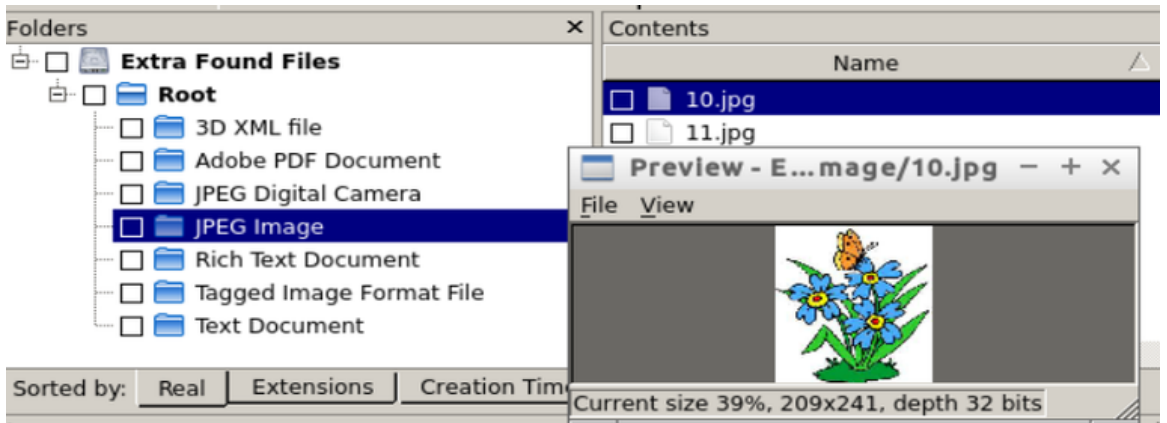 Folders
Extra Found Files
Root
3D XML file
Adobe PDF Document
JPEG Digital Camera
JPEG Image
Rich Text Document
Tagged Image Format File
Text Document
Sorted by: Real Extensions Creation Time
Contents
Name
10.jpg
11.jpg
Preview - E...mage/10.jpg
File View
Current size 39%, 209x241, depth 32 bits